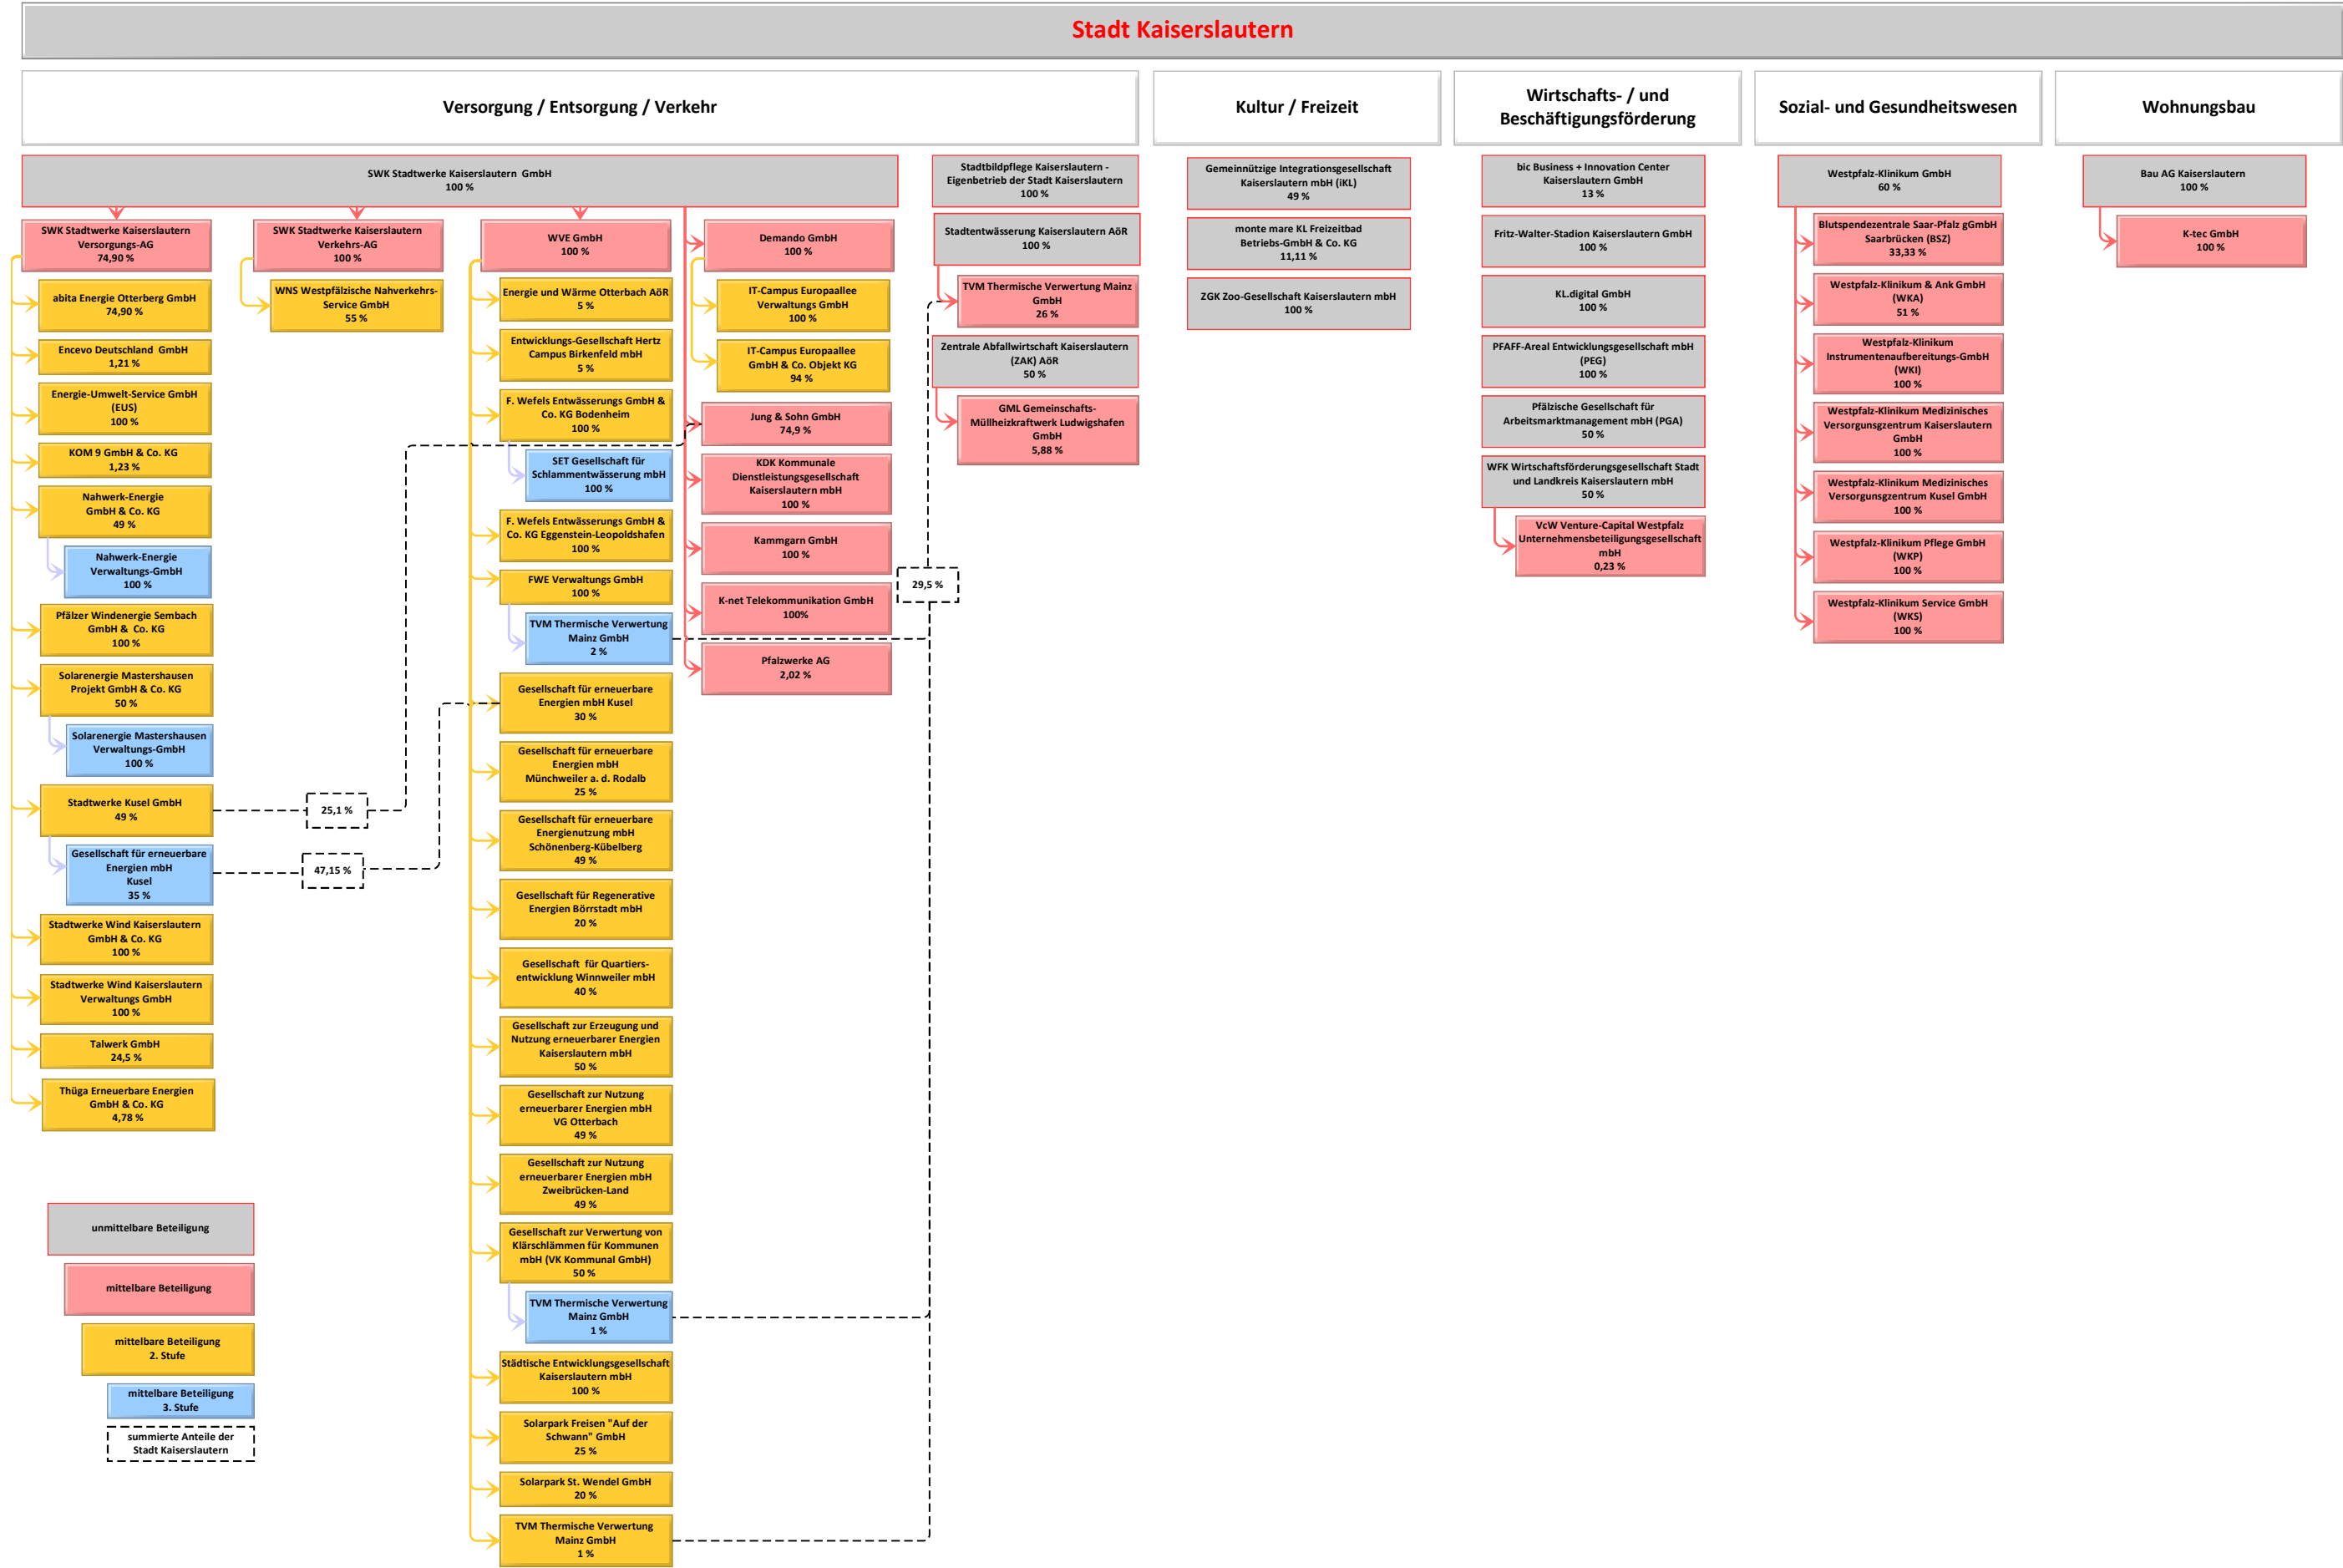 Stadt Kaiserslautern
Versorgung / Entsorgung / Verkehr
Kultur / Freizeit
Wirtschafts- / und
Beschäftigungsförderung
Sozial- und Gesundheitswesen
Wohnungsbau
SWK Stadtwerke Kaiserslautern GmbH
100 %
SWK Stadtwerke Kaiserslautern
Versorgungs-AG
74,90 %
abita Energie Otterberg GmbH
74,90 %
Encevo Deutschland GmbH
1,21 %
Energie-Umwelt-Service GmbH
(EUS)
100 %
KOM 9 GmbH & Co. KG
1,23 %
Nahwerk-Energie
GmbH & Co. KG
49 %
Nahwerk-Energie
Verwaltungs-GmbH
100 %
Pfälzer Windenergie Sembach
GmbH & Co. KG
100 %
Solarenergie Mastershausen
Projekt GmbH & Co. KG
50 %
Solarenergie Mastershausen
Verwaltungs-GmbH
100 %
Stadtwerke Kusel GmbH
49 %
Gesellschaft für erneuerbare
Energien mbH
Kusel
35 %
Stadtwerke Wind Kaiserslautern
GmbH & Co. KG
100 %
Stadtwerke Wind Kaiserslautern
Verwaltungs GmbH
100 %
Talwerk GmbH
24,5 %
Thüga Erneuerbare Energien
GmbH & Co. KG
4,78 %
SWK Stadtwerke Kaiserslautern
Verkehrs-AG
100 %
WNS Westpfälzische Nahverkehrs-
Service GmbH
55 %
25,1 %
47,15 %
WVE GmbH
100 %
Energie und Wärme Otterbach AöR
5 %
Entwicklungs-Gesellschaft Hertz
Campus Birkenfeld mbH
5 %
F. Wefels Entwässerungs GmbH &
Co. KG Bodenheim
100 %
SET Gesellschaft für
Schlammentwässerung mbH
100 %
F. Wefels Entwässerungs GmbH &
Co. KG Eggenstein-Leopoldshafen
100 %
FWE Verwaltungs GmbH
100 %
TVM Thermische Verwertung
Mainz GmbH
2 %
Gesellschaft für erneuerbare
Energien mbH Kusel
30 %
Gesellschaft für erneuerbare
Energien mbH
Münchweiler a. d. Rodalb
25 %
Gesellschaft für erneuerbare
Energienutzung mbH
Schönenberg-Kübelberg
49 %
Gesellschaft für Regenerative
Energien Börrstadt mbH
20 %
Gesellschaft für Quartiers-
entwicklung Winnweiler mbH
40 %
Gesellschaft zur Erzeugung und
Nutzung erneuerbarer Energien
Kaiserslautern mbH
50 %
Gesellschaft zur Nutzung
erneuerbarer Energien mbH
VG Otterbach
49 %
Gesellschaft zur Nutzung
erneuerbarer Energien mbH
Zweibrücken-Land
49 %
Gesellschaft zur Verwertung von
Klärschlämmen für Kommunen
mbH (VK Kommunal GmbH)
50 %
TVM Thermische Verwertung
Mainz GmbH
1 %
Städtische Entwicklungsgesellschaft
Kaiserslautern mbH
100 %
Solarpark Freisen "Auf der
Schwann" GmbH
25 %
Solarpark St. Wendel GmbH
20 %
TVM Thermische Verwertung
Mainz GmbH
1 %
Demando GmbH
100 %
IT-Campus Europaallee
Verwaltungs GmbH
100 %
IT-Campus Europaallee
GmbH & Co. Objekt KG
94 %
Jung & Sohn GmbH
74,9 %
KDK Kommunale
Dienstleistungsgesellschaft
Kaiserslautern mbH
100 %
Kammgarn GmbH
100 %
K-net Telekommunikation GmbH
100%
Pfalzwerke AG
2,02 %
29,5 %
Stadtbildpflege Kaiserslautern -
Eigenbetrieb der Stadt Kaiserslautern
100 %
Stadtentwässerung Kaiserslautern AöR
100 %
TVM Thermische Verwertung Mainz
GmbH
26 %
Zentrale Abfallwirtschaft Kaiserslautern
(ZAK) AöR
50 %
GML Gemeinschafts-
Müllheizkraftwerk Ludwigshafen
GmbH
5,88 %
Gemeinnützige Integrationsgesellschaft
Kaiserslautern mbH (iKL)
49 %
monte mare KL Freizeitbad
Betriebs-GmbH & Co. KG
11,11 %
ZGK Zoo-Gesellschaft Kaiserslautern mbH
100 %
bic Business + Innovation Center
Kaiserslautern GmbH
13 %
Fritz-Walter-Stadion Kaiserslautern GmbH
100 %
KL.digital GmbH
100 %
PFAFF-Areal Entwicklungsgesellschaft mbH
(PEG)
100 %
Pfälzische Gesellschaft für
Arbeitsmarktmanagement mbH (PGA)
50 %
WFK Wirtschaftsförderungsgesellschaft Stadt
und Landkreis Kaiserslautern mbH
50 %
VcW Venture-Capital Westpfalz
Unternehmensbeteiligungsgesellschaft
mbH
0,23 %
Westpfalz-Klinikum GmbH
60 %
Blutspendezentrale Saar-Pfalz gGmbH
Saarbrücken (BSZ)
33,33 %
Westpfalz-Klinikum & Ank GmbH
(WKA)
51 %
Westpfalz-Klinikum
Instrumentenaufbereitungs-GmbH
(WKI)
100 %
Westpfalz-Klinikum Medizinisches
Versorgungszentrum Kaiserslautern
GmbH
100 %
Westpfalz-Klinikum Medizinisches
Versorgungszentrum Kusel GmbH
100 %
Westpfalz-Klinikum Pflege GmbH
(WKP)
100 %
Westpfalz-Klinikum Service GmbH
(WKS)
100 %
Bau AG Kaiserslautern
100 %
K-tec GmbH
100 %
unmittelbare Beteiligung
mittelbare Beteiligung
mittelbare Beteiligung
2. Stufe
mittelbare Beteiligung
3. Stufe
summierte Anteile der
Stadt Kaiserslautern